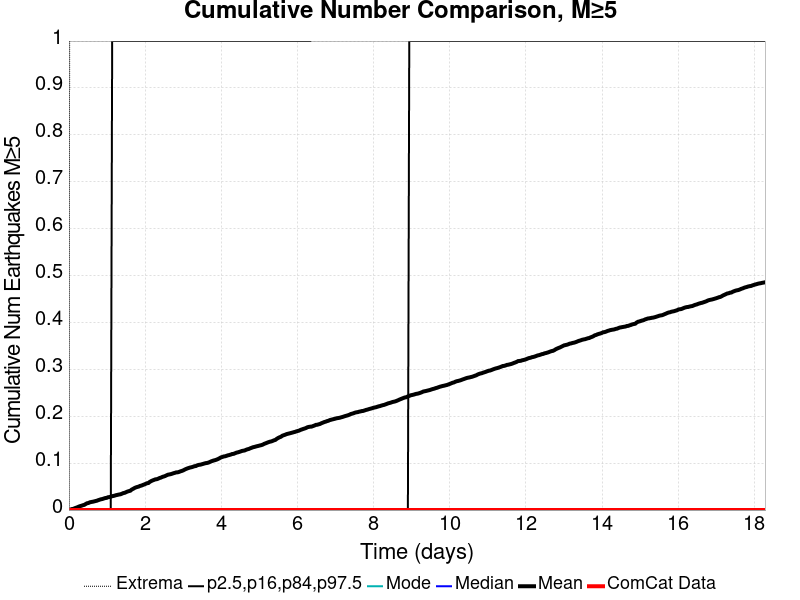 Cumulative Number Comparison, M≥5
Cumulative Num Earthquakes M≥5
1
0.9
0.8
0.7
0.6
0.5
0.4
0.3
0.2
0.1
0
0 2 4 6 8 10 12 14 16 18
Time (days)
Extrema p2.5,p16,p84,p97.5 Mode Median Mean ComCat Data